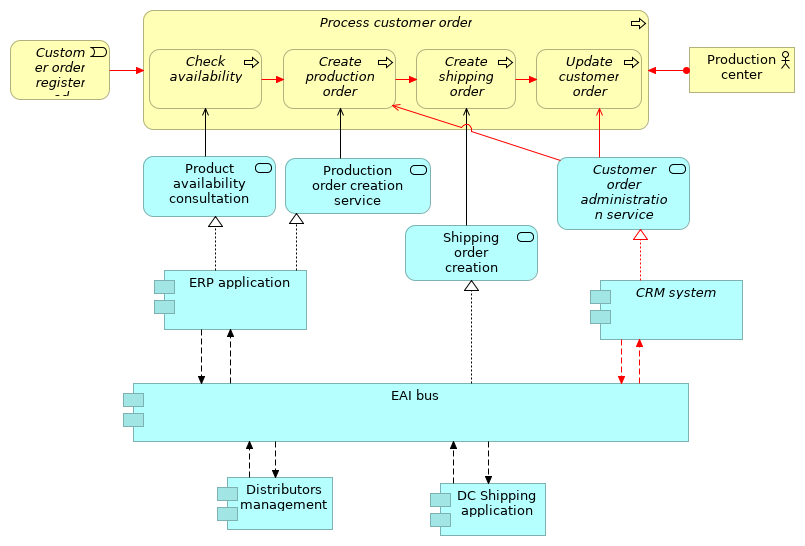 Process customer order
Custom
er order
register
ed
Check
availability
Create
production
order
Create
shipping
order
Update
customer
order
Production
center
Product
availability
consultation
Production
order creation
service
Customer
order
administratio
n service
Shipping
order
creation
ERP application
CRM system
EAI bus
Distributors
management
DC Shipping
application